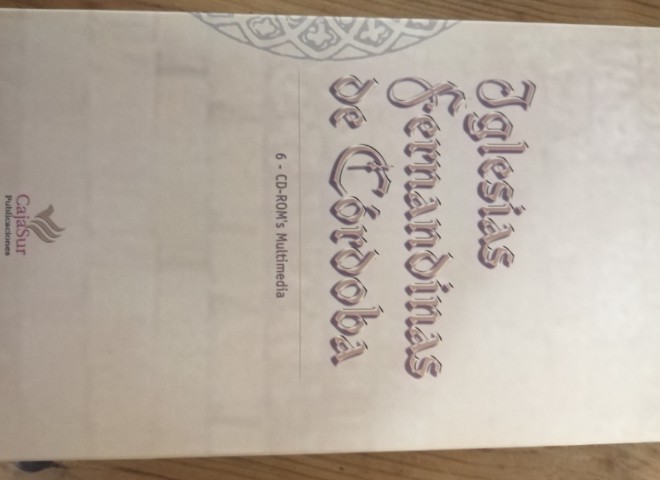 Iglesias
Fernandinas
de Córdoba
6 - CD-ROM's Multimedia
CajaSur
Publicaciones